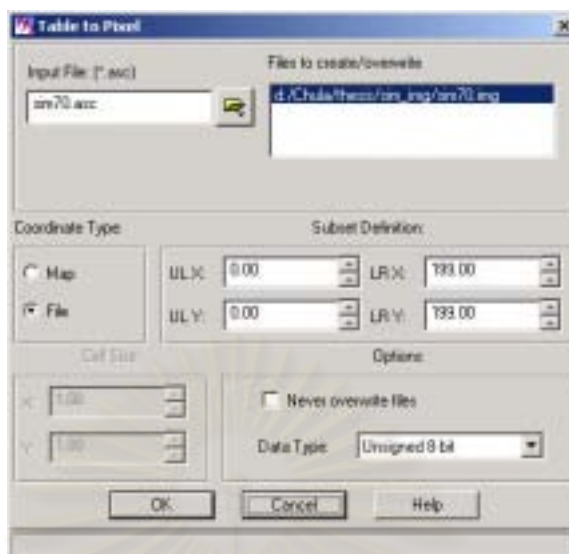 Table to Pixel
Input File: (*.asc)
sim70.asc
Files to create/overwrite
d:/Chula/thesis/sim_img/sim70.img
Coordinate Type:
Map
File
Subset Definition:
UL X: 0.00
LR X: 199.00
UL Y: 0.00
LR Y: 199.00
Cell Size
X: 1.00
Y: 1.00
Options:
Never overwrite files
Data Type: Unsigned 8 bit
OK
Cancel
Help